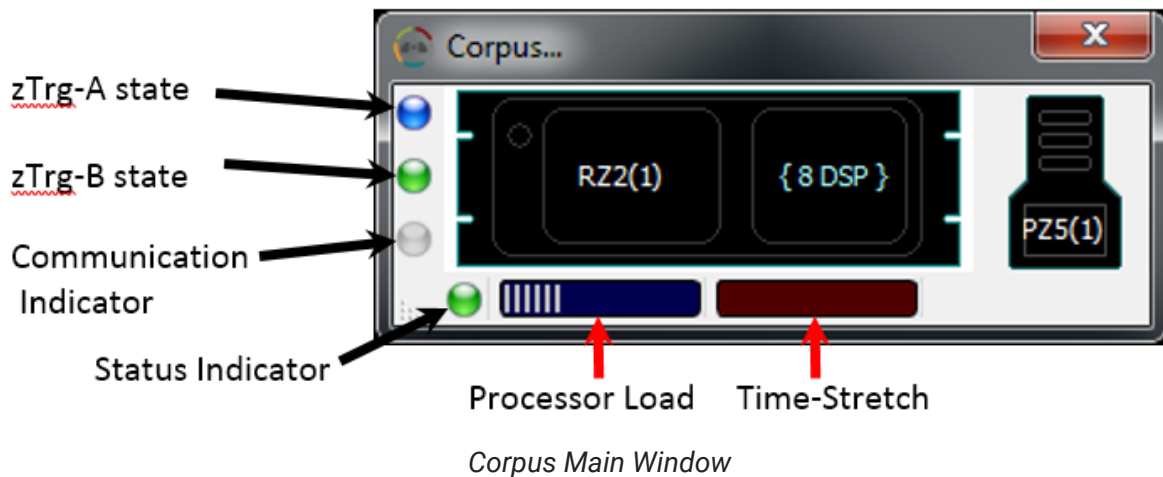 Corpus...
X
zTrg-A state
zTrg-B state
RZ2(1)
{ 8 DSP }
PZ5(1)
Communication
Indicator
Status Indicator
Processor Load
Time-Stretch
Corpus Main Window